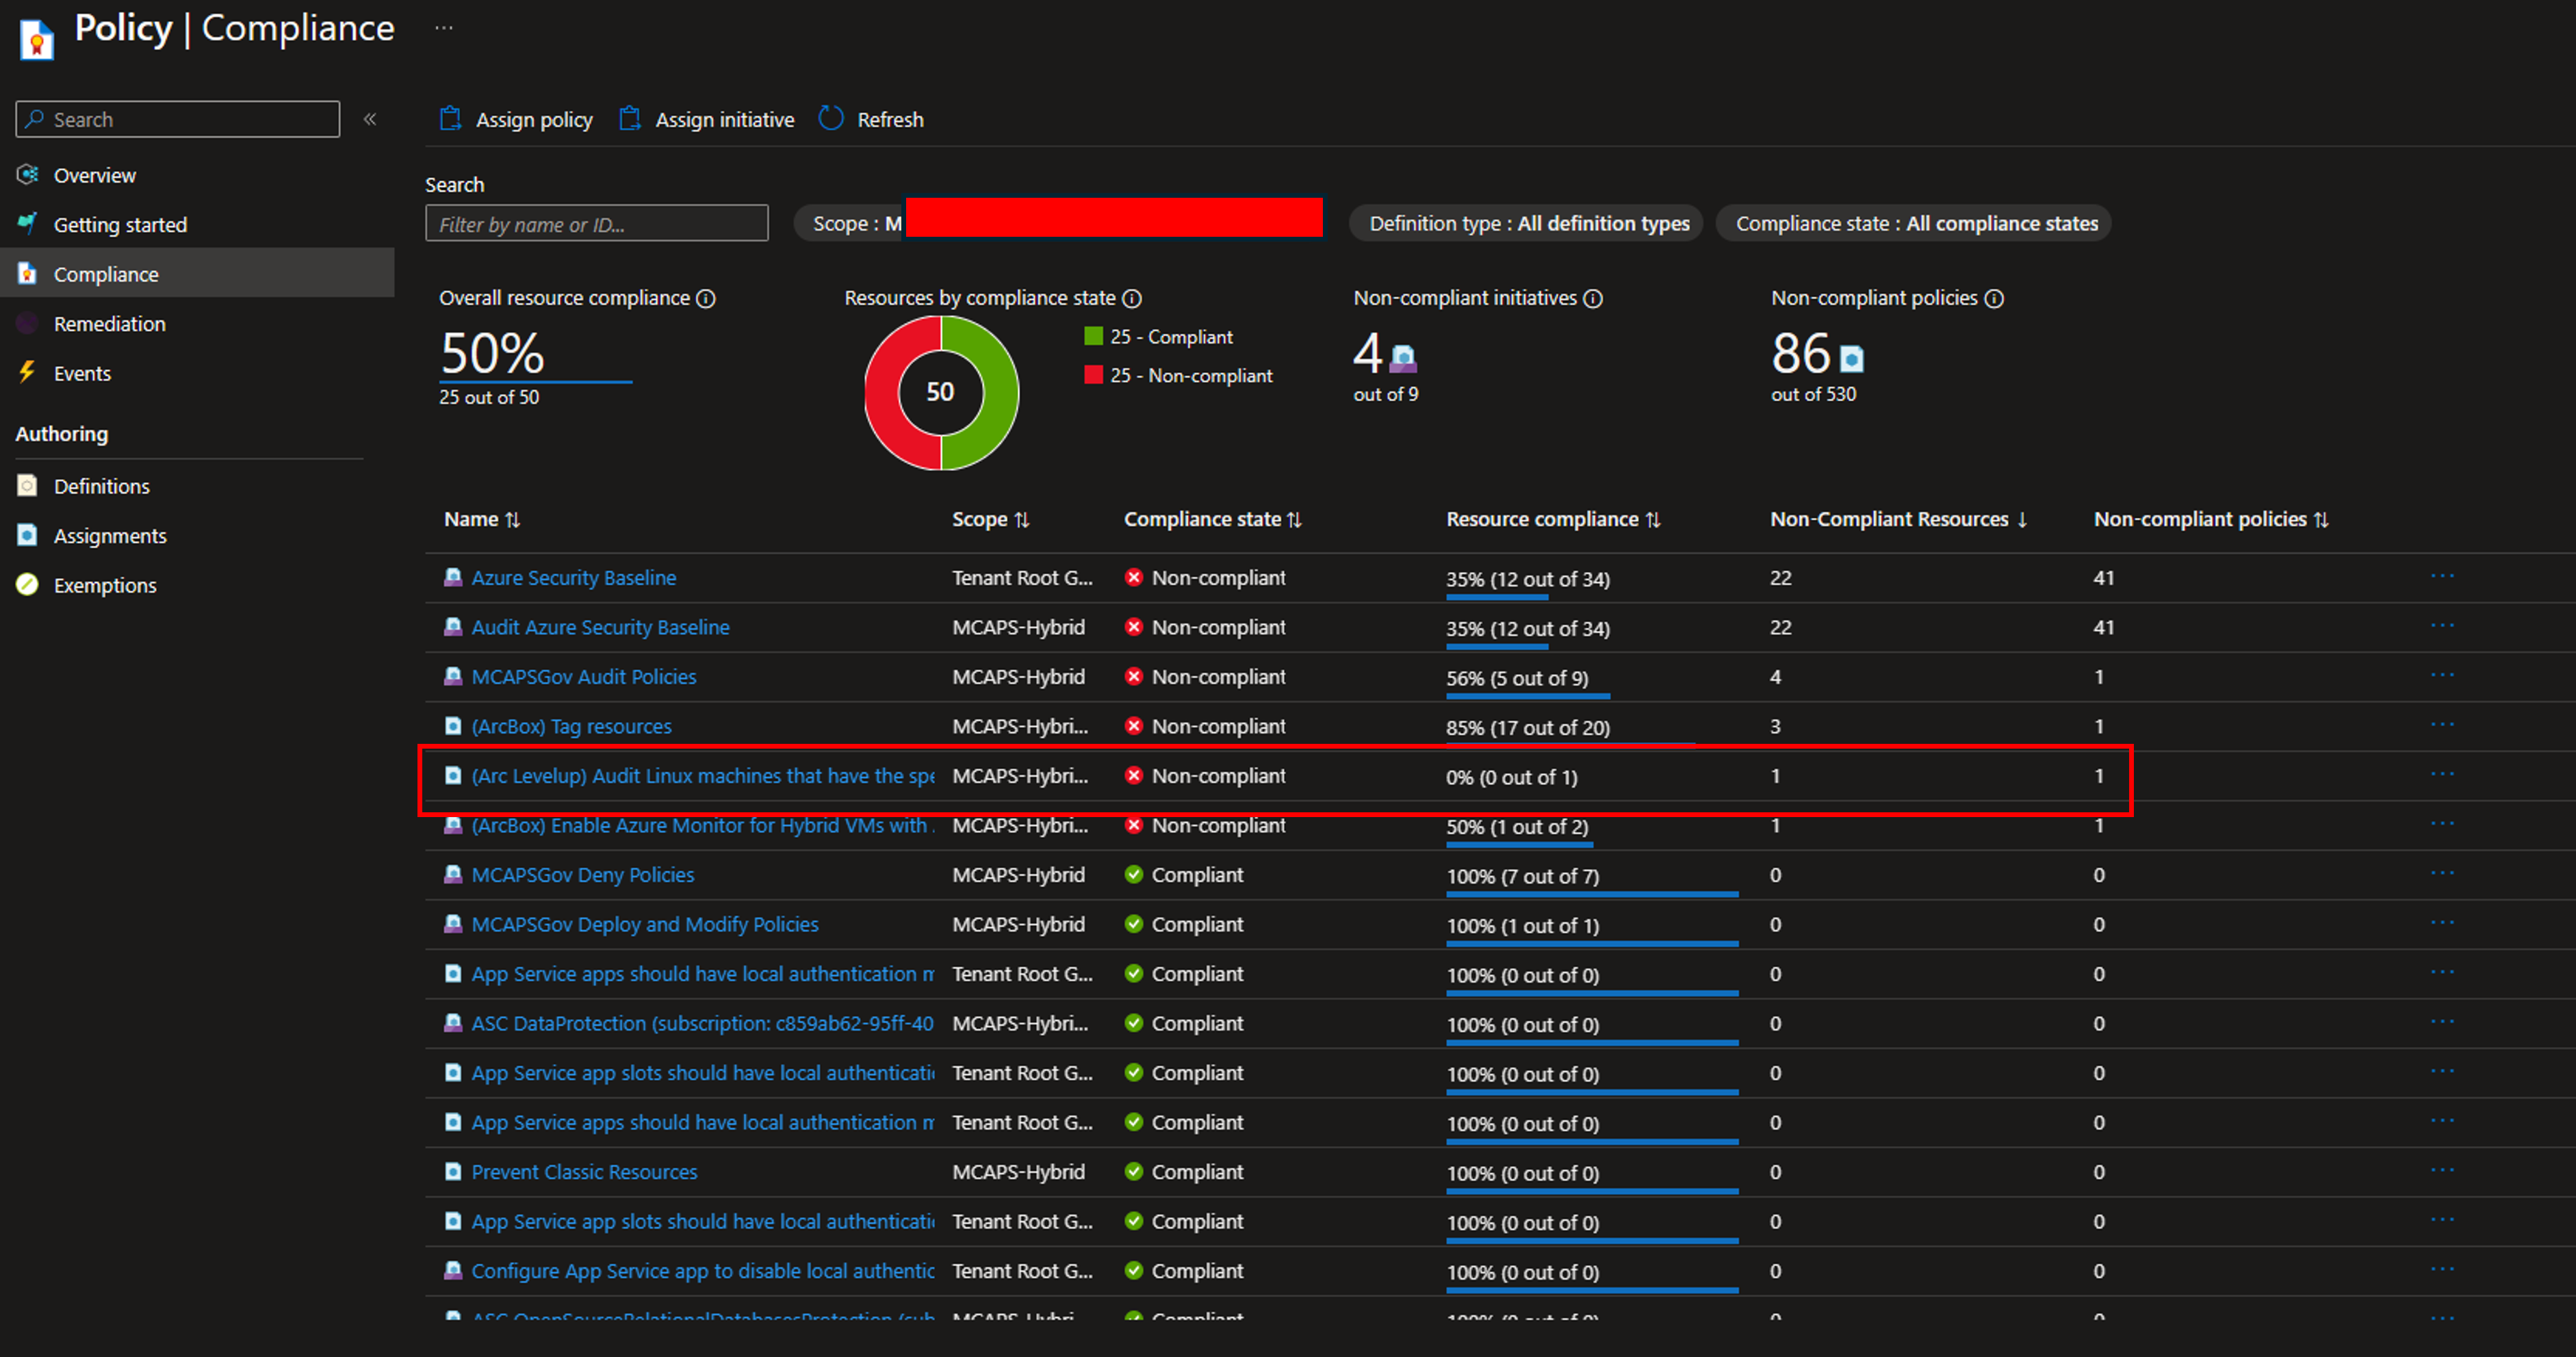 Policy | Compliance ...
Search
Overview
Getting started
Compliance
Remediation
Events
Authoring
Definitions
Assignments
Exemptions
Assign policy Assign initiative Refresh
Search
Filter by name or ID...
Scope : M
Definition type : All definition types
Compliance state : All compliance states
Overall resource compliance
50%
25 out of 50
Resources by compliance state
50
25 - Compliant
25 - Non-compliant
Non-compliant initiatives
4
out of 9
Non-compliant policies
86
out of 530
Name Scope Compliance state Resource compliance Non-Compliant Resources Non-compliant policies
Azure Security Baseline Tenant Root G... Non-compliant 35% (12 out of 34) 22 41 ...
Audit Azure Security Baseline MCAPS-Hybrid Non-compliant 35% (12 out of 34) 22 41 ...
MCAPSGov Audit Policies MCAPS-Hybrid Non-compliant 56% (5 out of 9) 4 1 ...
(ArcBox) Tag resources MCAPS-Hybri... Non-compliant 85% (17 out of 20) 3 1 ...
(Arc Levelup) Audit Linux machines that have the spe MCAPS-Hybri... Non-compliant 0% (0 out of 1) 1 1 ...
(ArcBox) Enable Azure Monitor for Hybrid VMs with MCAPS-Hybri... Non-compliant 50% (1 out of 2) 1 1 ...
MCAPSGov Deny Policies MCAPS-Hybrid Compliant 100% (7 out of 7) 0 0 ...
MCAPSGov Deploy and Modify Policies MCAPS-Hybrid Compliant 100% (1 out of 1) 0 0 ...
App Service apps should have local authentication m Tenant Root G... Compliant 100% (0 out of 0) 0 0 ...
ASC DataProtection (subscription: c859ab62-95ff-40 MCAPS-Hybri... Compliant 100% (0 out of 0) 0 0 ...
App Service app slots should have local authenticati Tenant Root G... Compliant 100% (0 out of 0) 0 0 ...
App Service apps should have local authentication m Tenant Root G... Compliant 100% (0 out of 0) 0 0 ...
Prevent Classic Resources MCAPS-Hybrid Compliant 100% (0 out of 0) 0 0 ...
App Service app slots should have local authenticati Tenant Root G... Compliant 100% (0 out of 0) 0 0 ...
Configure App Service app to disable local authentic Tenant Root G... Compliant 100% (0 out of 0) 0 0 ...
ASC OpenSourceRelationalDatabasesProtection (sub MCAPS-Hybri Compliant 100% (0 out of 0) 0 0 ...